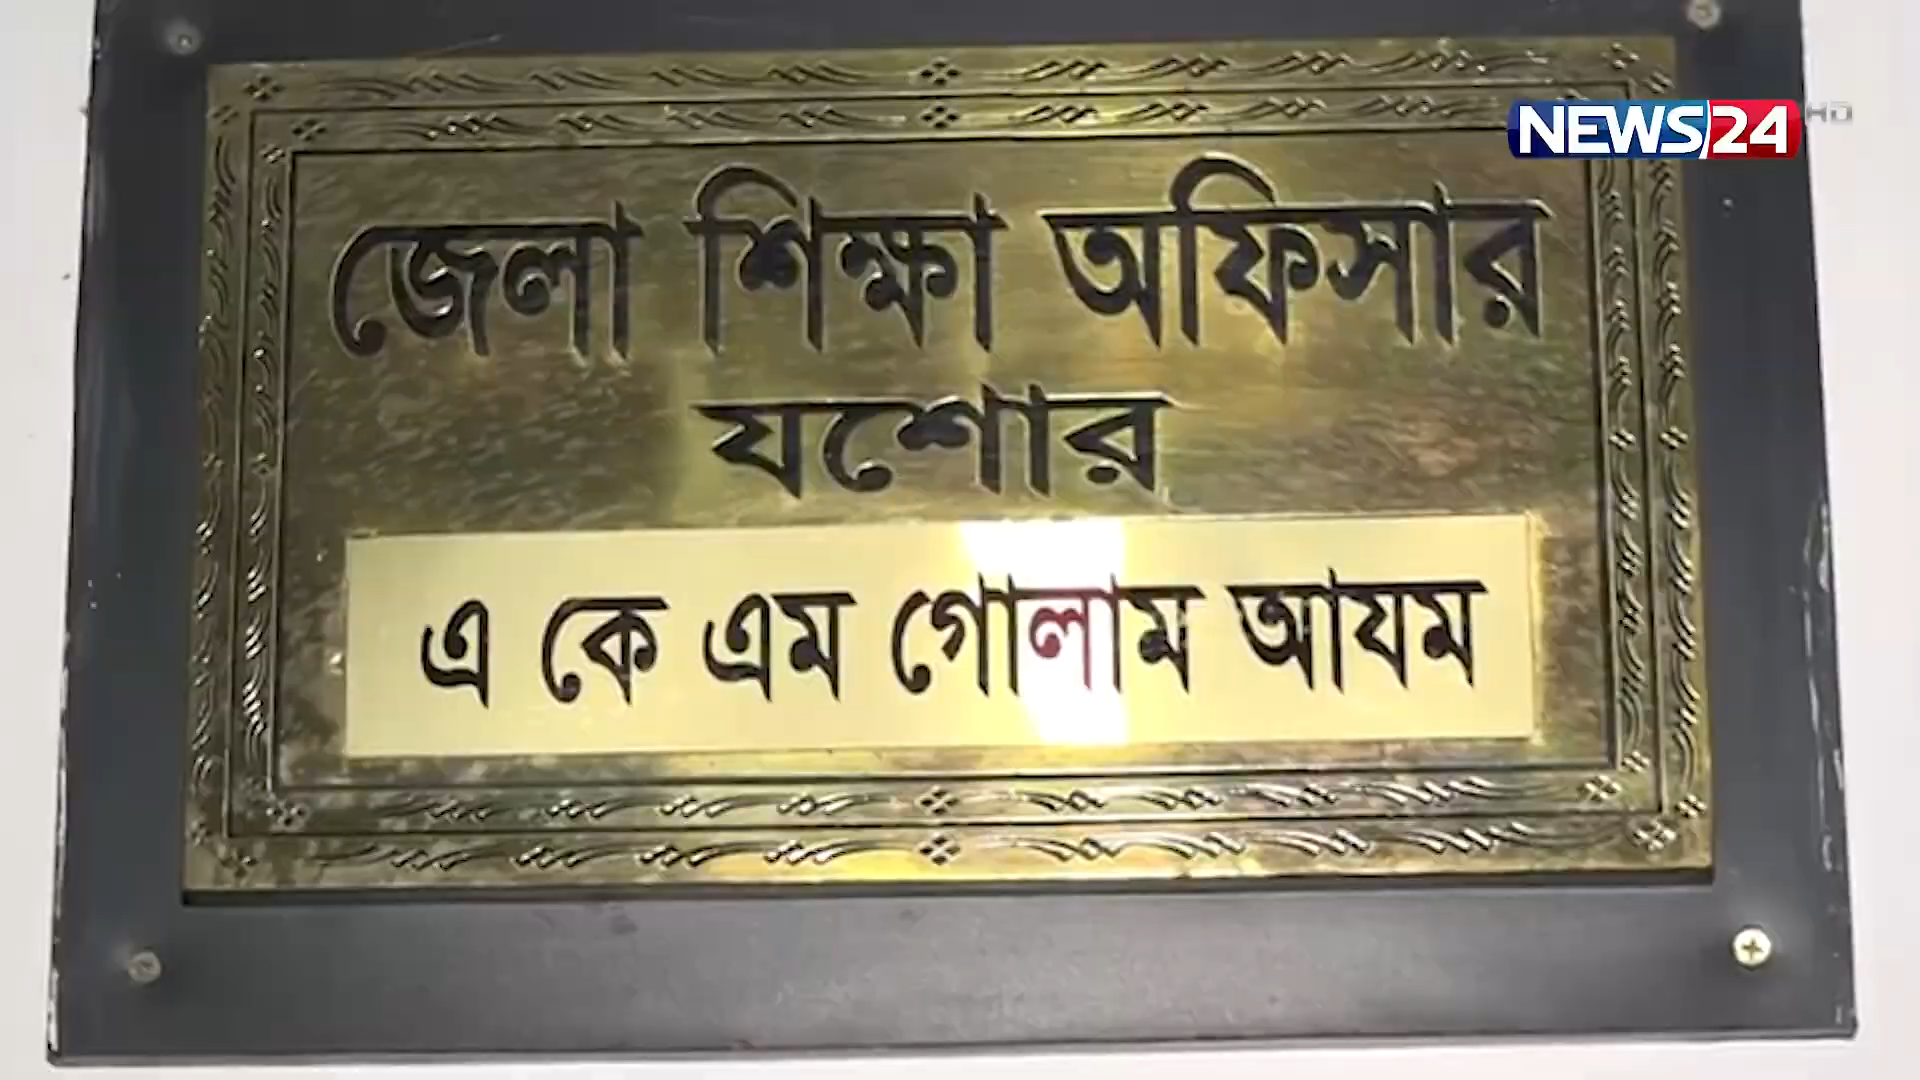 NEWS24 HD
জেলা শিক্ষা অফিসার
যশোর
এ কে এম গোলাম আযম